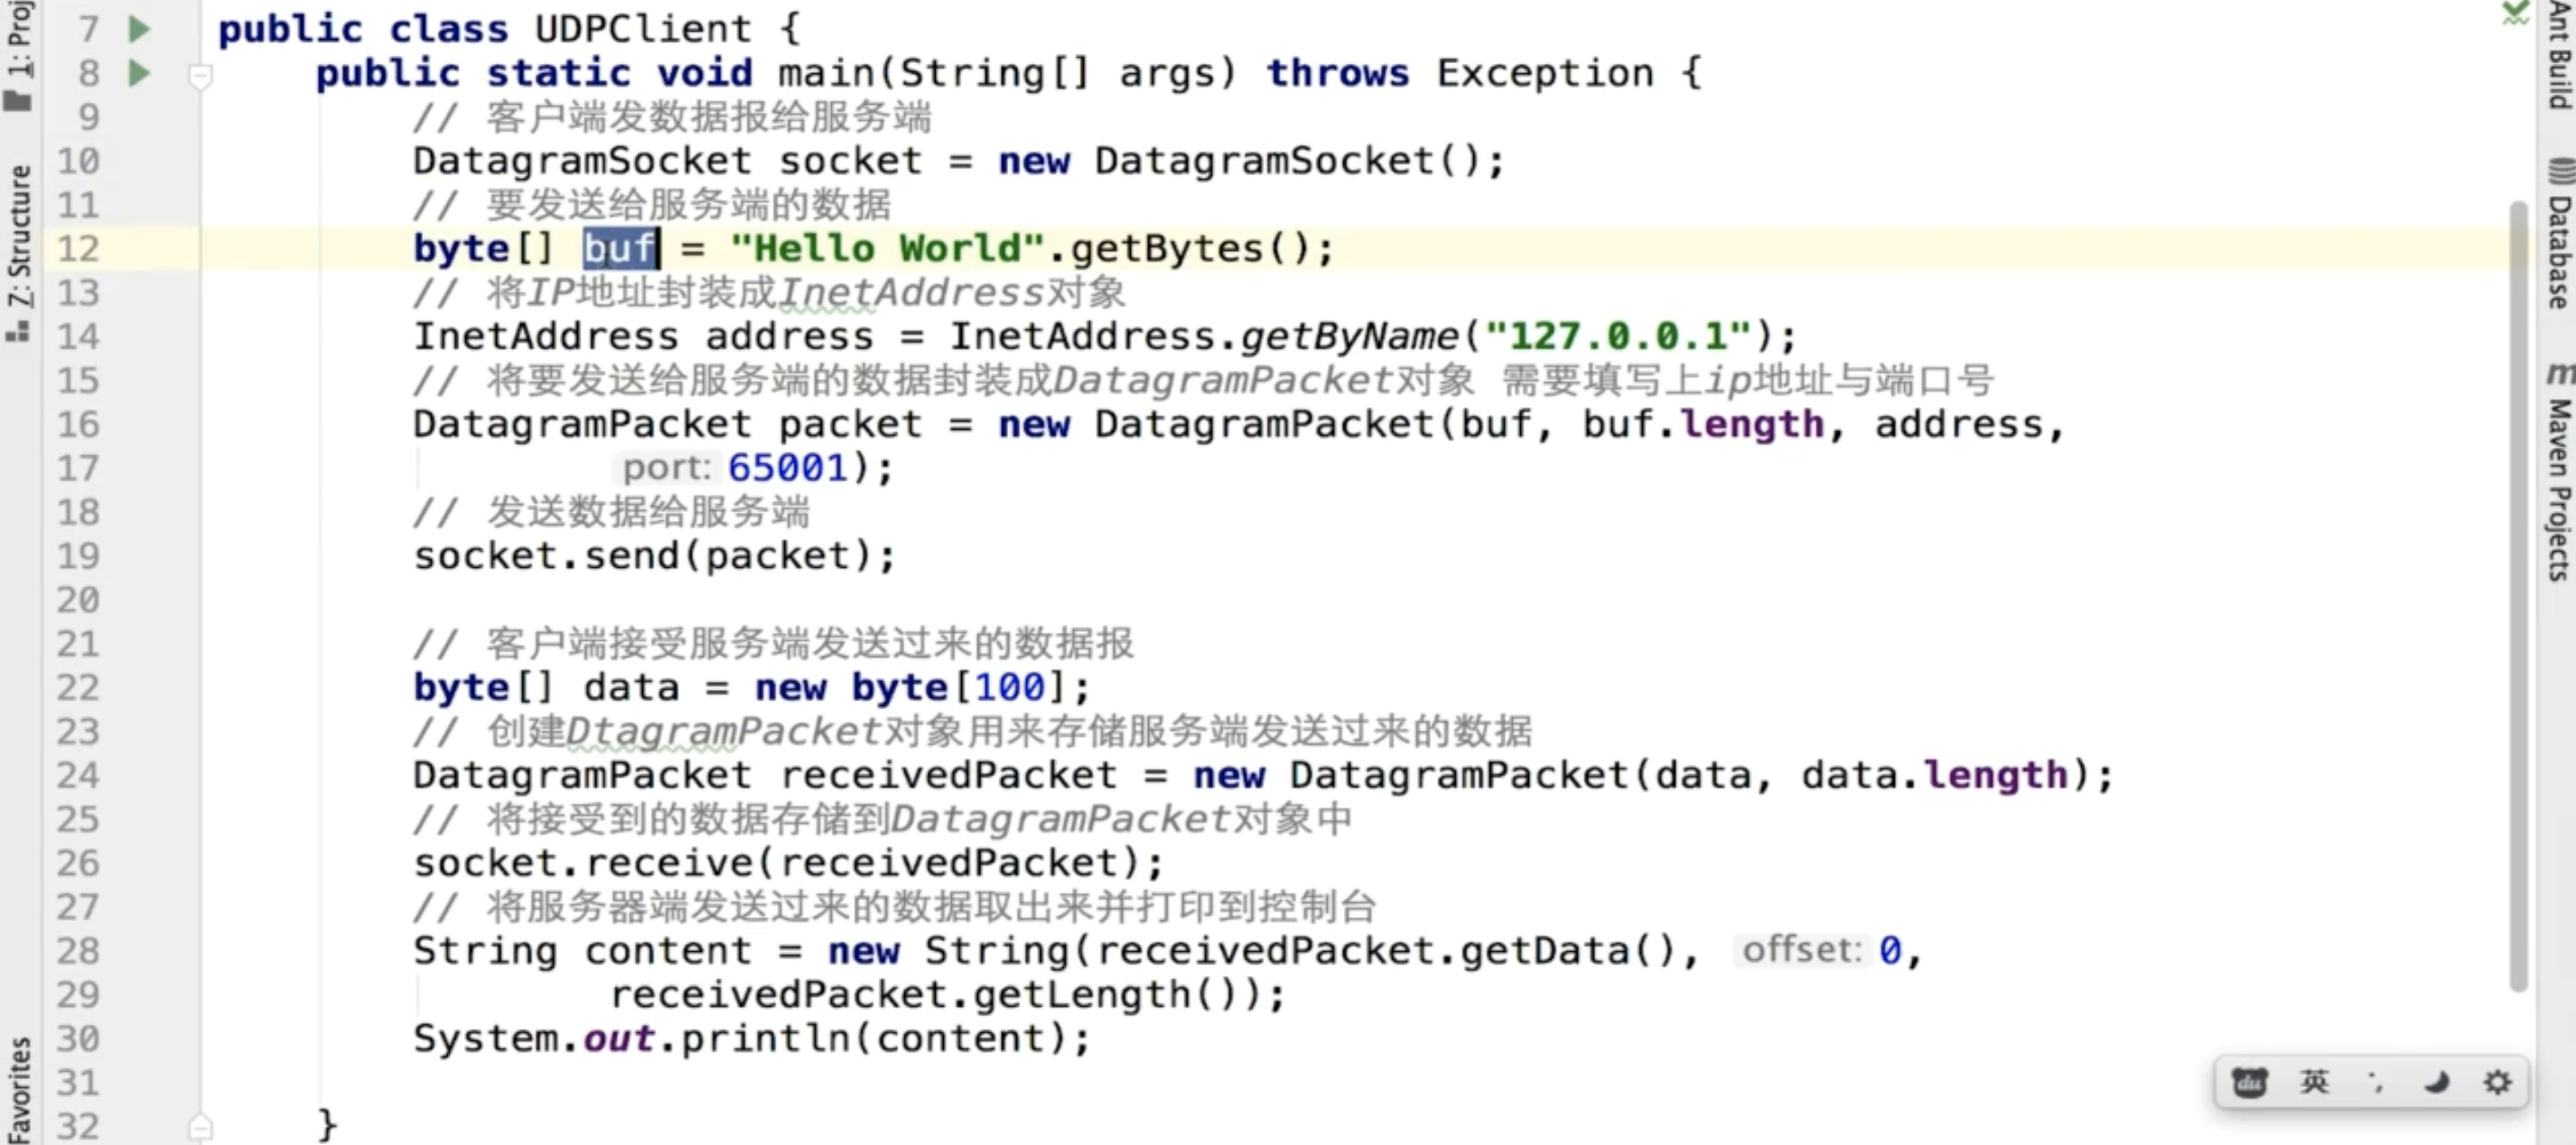 7 public class UDPClient {
8 public static void main(String[] args) throws Exception {
9 // 客户端发数据报给服务端
10 DatagramSocket socket = new DatagramSocket();
11 // 要发送给服务端的数据
12 byte[] buf = "Hello World".getBytes();
13 // 将IP地址封装成InetAddress对象
14 InetAddress address = InetAddress.getByName("127.0.0.1");
15 // 将要发送给服务端的数据封装成DatagramPacket对象 需要填写上ip地址与端口号
16 DatagramPacket packet = new DatagramPacket(buf, buf.length, address,
17 port: 65001);
18 // 发送数据给服务端
19 socket.send(packet);
20
21 // 客户端接受服务端发送过来的数据报
22 byte[] data = new byte[100];
23 // 创建DtagramPacket对象用来存储服务端发送过来的数据
24 DatagramPacket receivedPacket = new DatagramPacket(data, data.length);
25 // 将接受到的数据存储到DatagramPacket对象中
26 socket.receive(receivedPacket);
27 // 将服务器端发送过来的数据取出来并打印到控制台
28 String content = new String(receivedPacket.getData(), offset: 0,
29 receivedPacket.getLength());
30 System.out.println(content);
31
32 }
1: Proj
Z: Structure
Favorites
Ant Build
Database
m Maven Projects
du 英